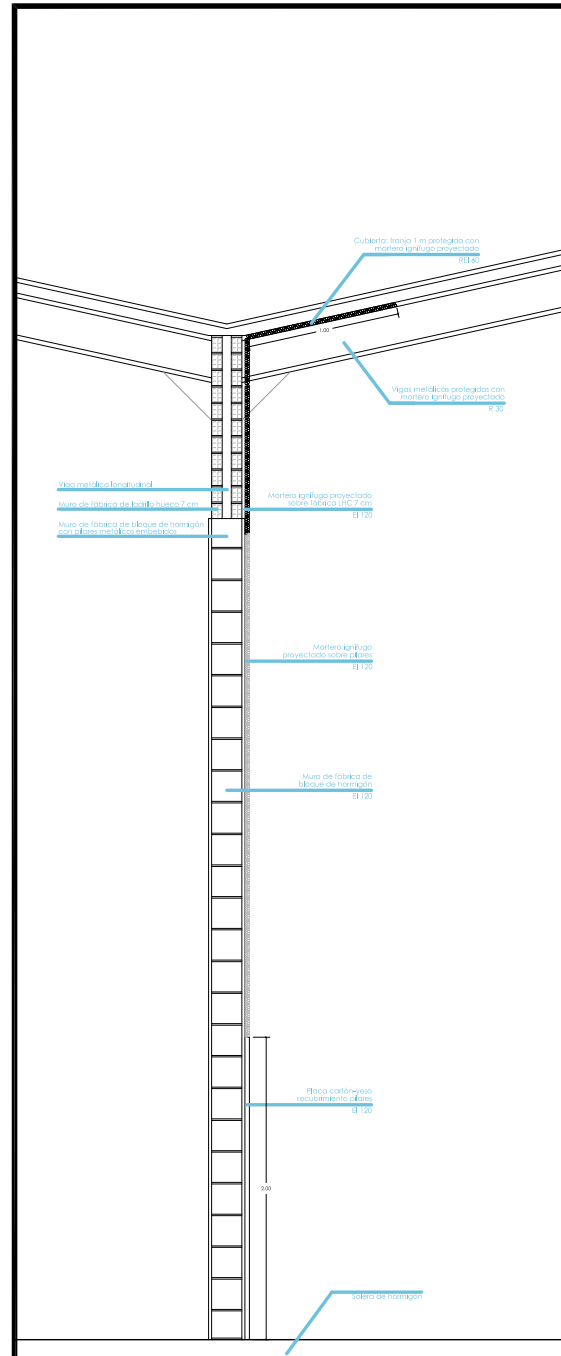 Cubierta: franja 1 m protegida con
mortero ignífugo proyectado
REI 60
1.00
Vigas metálicas protegidas con
mortero ignífugo proyectado
R 30
Viga metálica longitudinal
Muro de fábrica de ladrillo hueco 7 cm
Muro de fábrica de bloque de hormigón
con pilares metálicos embebidos
Mortero ignífugo proyectado
sobre fábrica LHC 7 cm
EI 120
Mortero ignífugo
proyectado sobre pilares
EI 120
Muro de fábrica de
bloque de hormigón
EI 120
Placa cartón-yeso
recubrimiento pilares
EI 120
2.00
Solera de hormigón